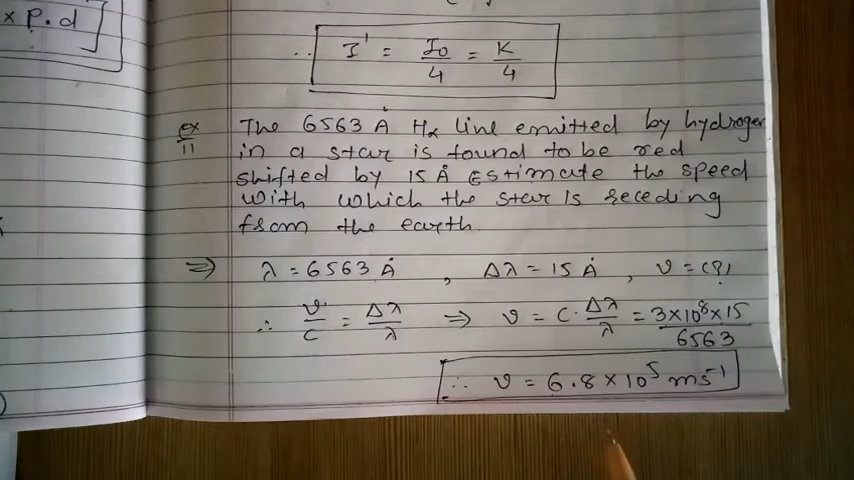 x p.d
∴ I' = I₀/4 = K/4
ex 11
The 6563 Å Hα line emitted by hydrogen
in a star is found to be red
shifted by 15 Å Estimate the speed
with which the star is receding
from the earth.
⇒ λ = 6563 Å , Δλ = 15 Å , v = (?)
∴ v/c = Δλ/λ ⇒ v = c · Δλ/λ = 3×10⁸×15/6563
∴ v = 6.8 × 10⁵ ms⁻¹